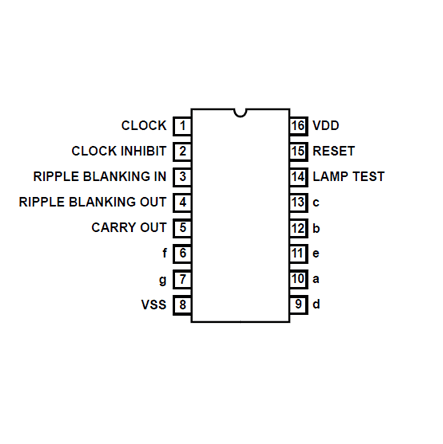 CLOCK 1 16 VDD
CLOCK INHIBIT 2 15 RESET
RIPPLE BLANKING IN 3 14 LAMP TEST
RIPPLE BLANKING OUT 4 13 c
CARRY OUT 5 12 b
f 6 11 e
g 7 10 a
VSS 8 9 d